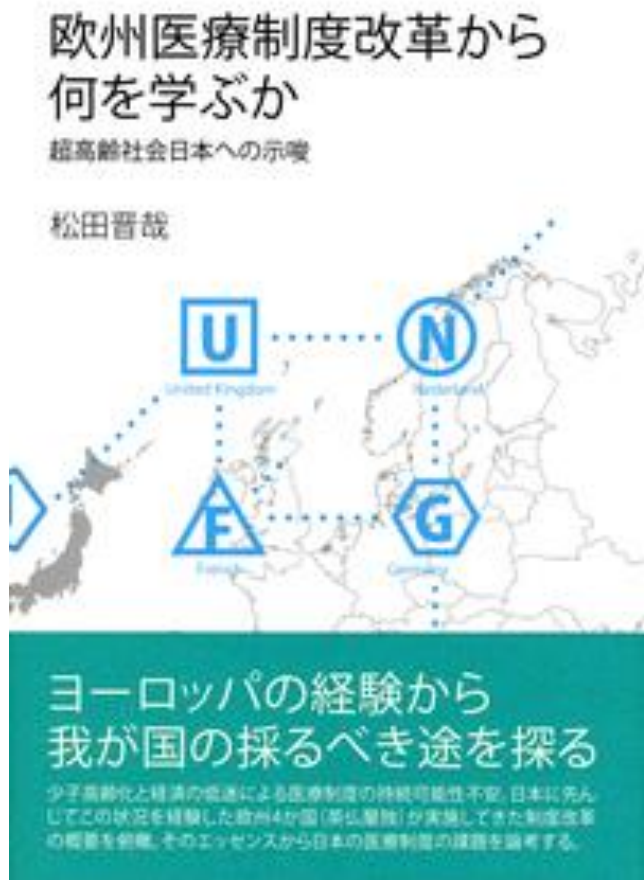 欧州医療制度改革から
何を学ぶか
超高齢社会日本への示唆
松田晋哉
U
N
United Kingdom
Nederland
F
G
French
Germany
ヨーロッパの経験から
我が国の採るべき途を探る
少子高齢化と経済の低迷による医療制度の持続可能性不安。日本に先ん
じてこの状況を経験した欧州4か国(英仏蘭独)が実施してきた制度改革
の概要を俯瞰。そのエッセンスから日本の医療制度の課題を論考する。